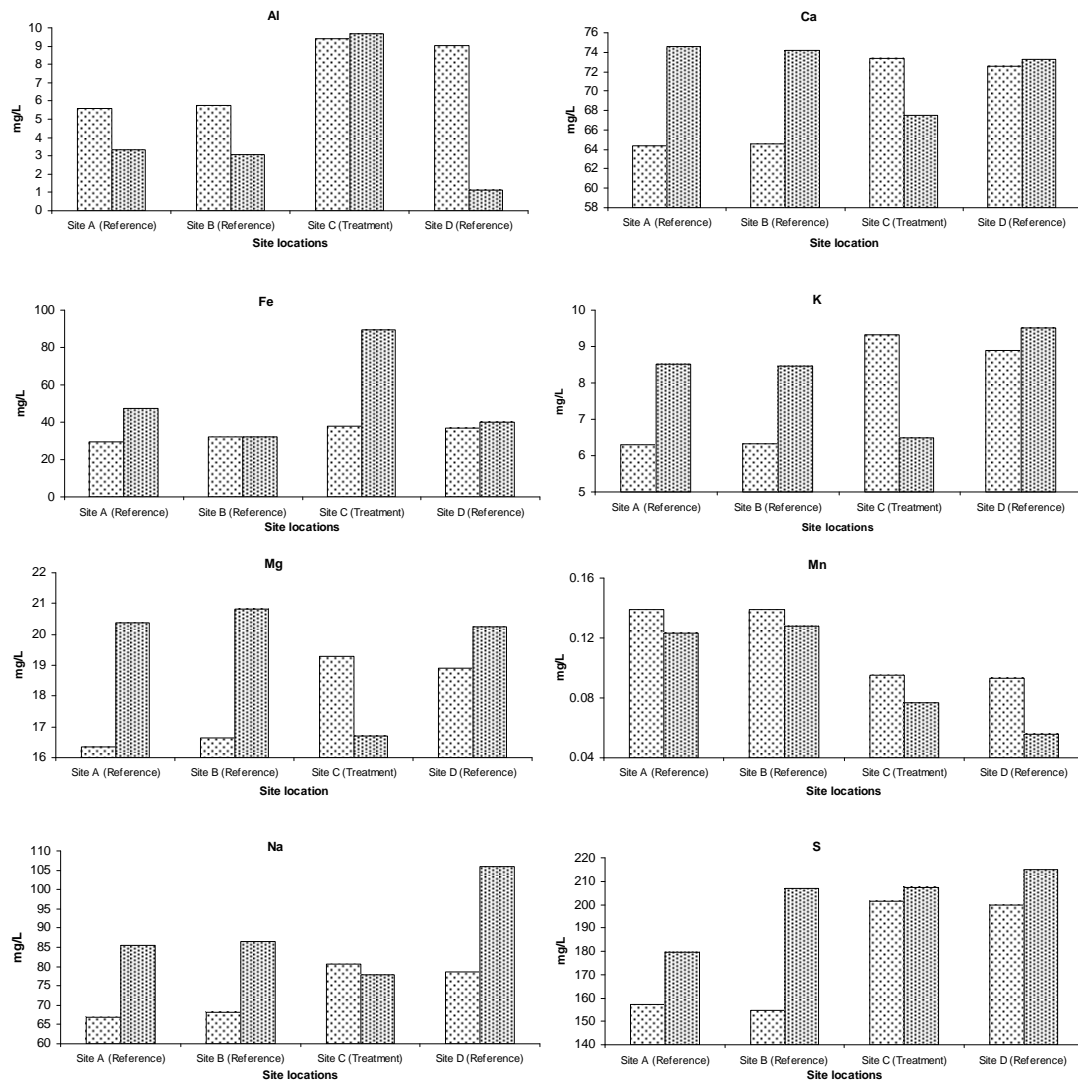 Al
10
9
8
7
6
5
4
3
2
1
0
mg/L
Site A (Reference) Site B (Reference) Site C (Treatment) Site D (Reference)
Site locations
Ca
76
74
72
70
68
66
64
62
60
58
mg/L
Site A (Reference) Site B (Reference) Site C (Treatment) Site D (Reference)
Site location
Fe
100
80
60
40
20
0
mg/L
Site A (Reference) Site B (Reference) Site C (Treatment) Site D (Reference)
Site locations
K
10
9
8
7
6
5
mg/L
Site A (Reference) Site B (Reference) Site C (Treatment) Site D (Reference)
Site locations
Mg
22
21
20
19
18
17
16
mg/L
Site A (Reference) Site B (Reference) Site C (Treatment) Site D (Reference)
Site location
Mn
0.16
0.12
0.08
0.04
mg/L
Site A (Reference) Site B (Reference) Site C (Treatment) Site D (Reference)
Site locations
Na
110
105
100
95
90
85
80
75
70
65
60
mg/L
Site A (Reference) Site B (Reference) Site C (Treatment) Site D (Reference)
Site locations
S
220
210
200
190
180
170
160
150
140
mg/L
Site A (Reference) Site B (Reference) Site C (Treatment) Site D (Reference)
Site locations